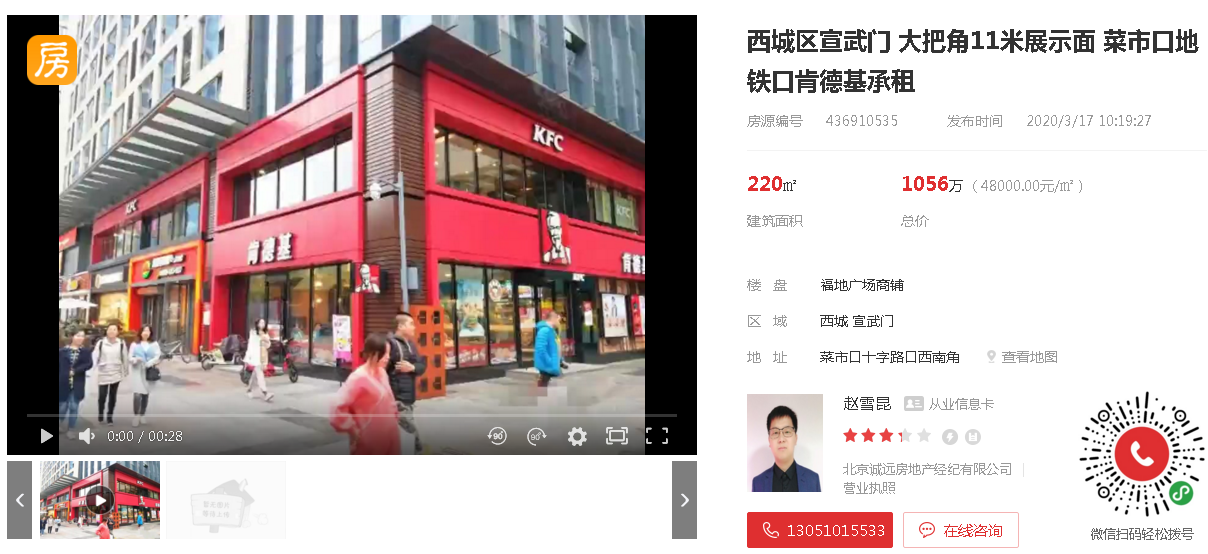 房
西城区宣武门 大把角11米展示面 菜市口地
铁口肯德基承租
房源编号 436910535 发布时间 2020/3/17 10:19:27
220㎡ 1056万（48000.00元/㎡）
建筑面积 总价
楼 盘 福地广场商铺
区 域 西城 宣武门
地 址 菜市口十字路口西南角 查看地图
赵雪昆 从业信息卡
北京诚远房地产经纪有限公司
营业执照
13051015533 在线咨询
微信扫码轻松拨号
KFC
KFC
肯德基
KFC
肯德基
0:00 / 00:28
90
90